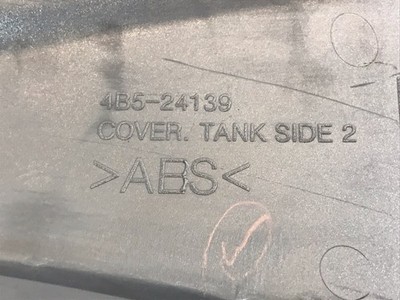 4B5-24139
COVER. TANK SIDE 2
>ABS<